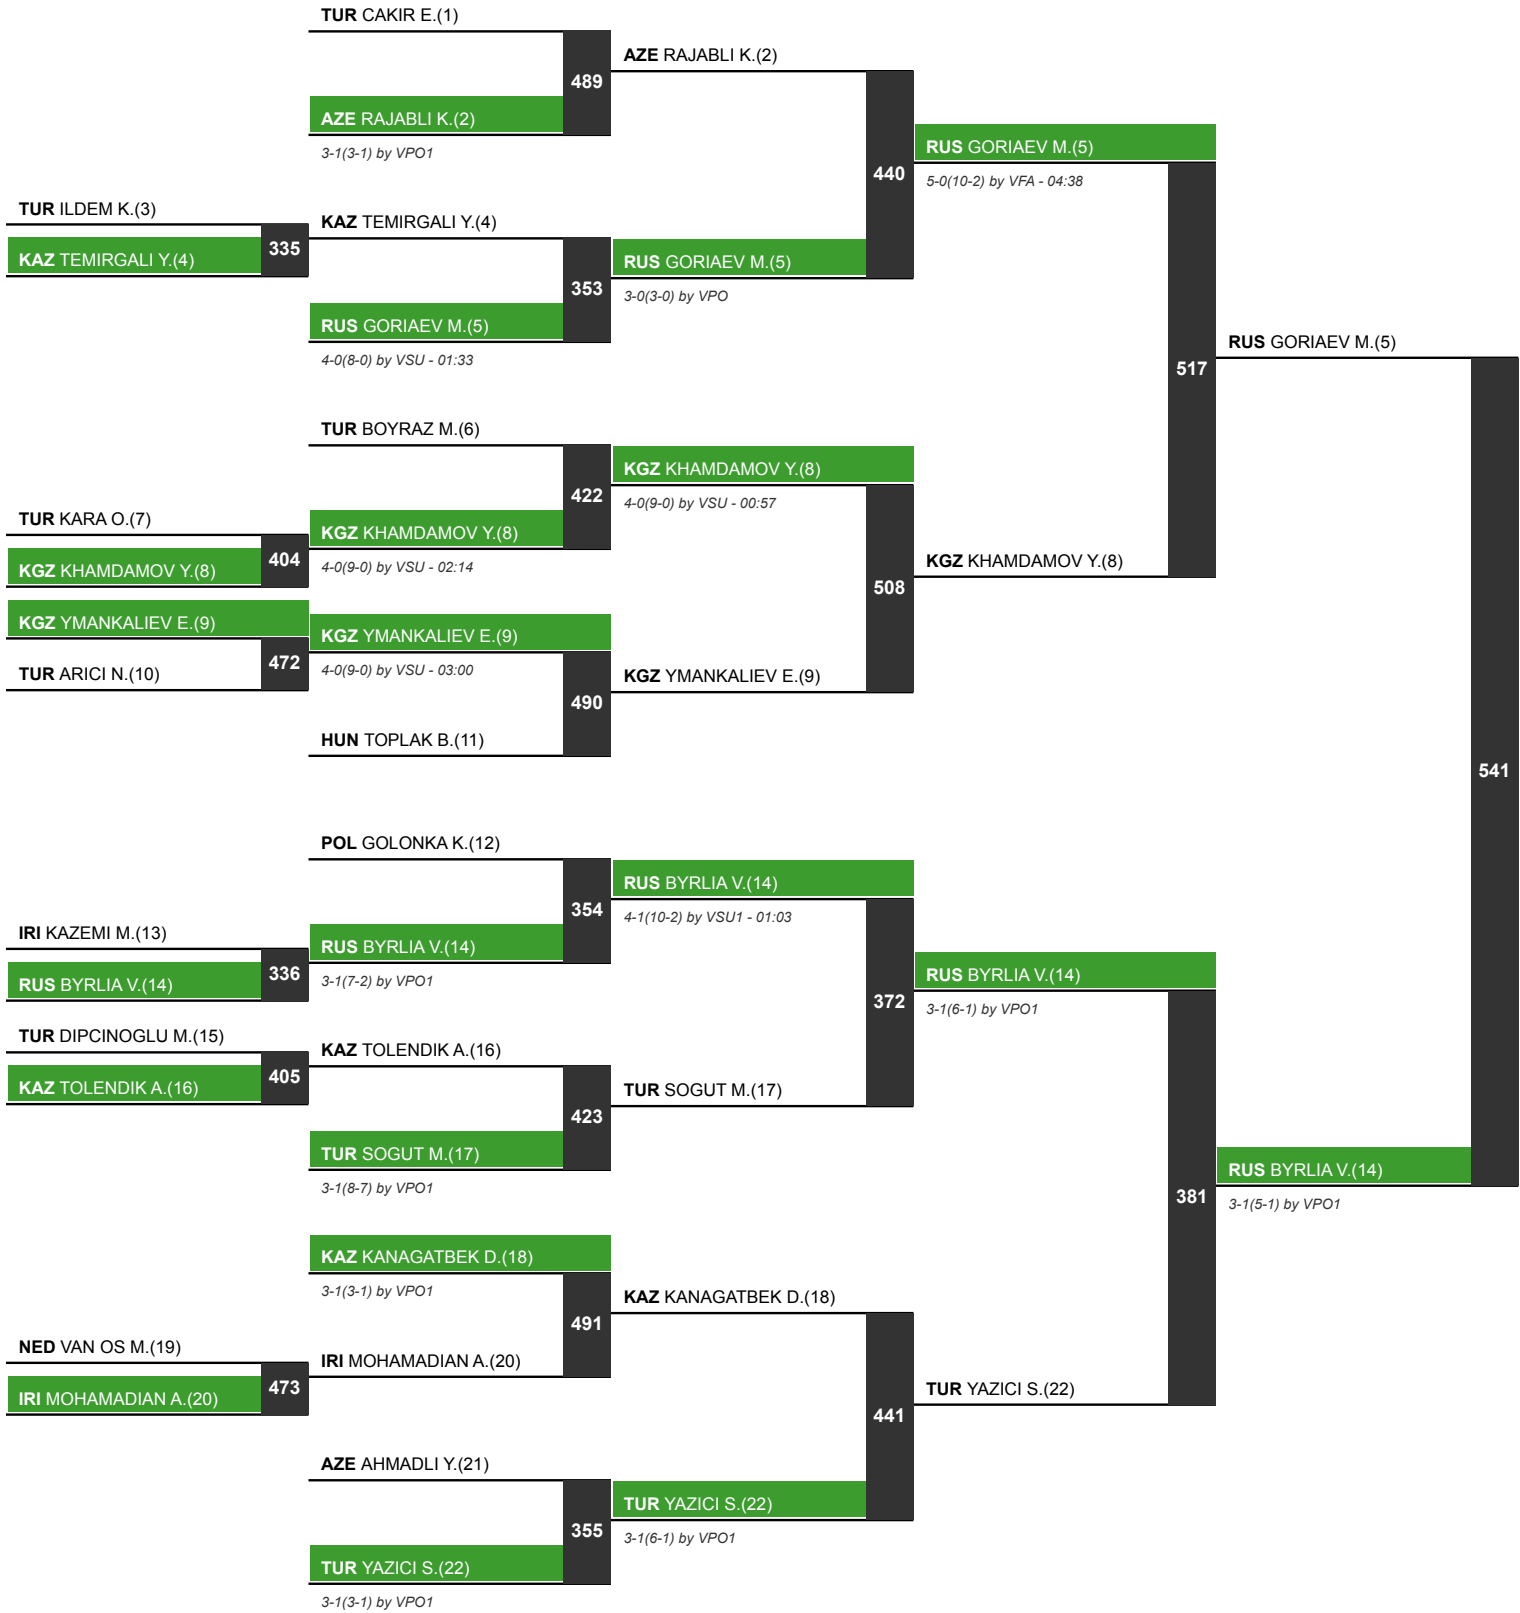 TUR CAKIR E.(1)
489
AZE RAJABLI K.(2)
3-1(3-1) by VPO1
TUR ILDEM K.(3)
KAZ TEMIRGALI Y.(4)
335
KAZ TEMIRGALI Y.(4)
353
RUS GORIAEV M.(5)
4-0(8-0) by VSU - 01:33
TUR BOYRAZ M.(6)
422
TUR KARA O.(7)
KGZ KHAMDAMOV Y.(8)
404
KGZ KHAMDAMOV Y.(8)
4-0(9-0) by VSU - 02:14
KGZ YMANKALIEV E.(9)
TUR ARICI N.(10)
472
KGZ YMANKALIEV E.(9)
4-0(9-0) by VSU - 03:00
490
HUN TOPLAK B.(11)
AZE RAJABLI K.(2)
440
RUS GORIAEV M.(5)
3-0(3-0) by VPO
KGZ KHAMDAMOV Y.(8)
4-0(9-0) by VSU - 00:57
508
KGZ YMANKALIEV E.(9)
RUS GORIAEV M.(5)
5-0(10-2) by VFA - 04:38
517
KGZ KHAMDAMOV Y.(8)
RUS GORIAEV M.(5)
541
POL GOLONKA K.(12)
354
IRI KAZEMI M.(13)
RUS BYRLIA V.(14)
336
RUS BYRLIA V.(14)
3-1(7-2) by VPO1
TUR DIPCINOGLU M.(15)
KAZ TOLENDIK A.(16)
405
KAZ TOLENDIK A.(16)
423
TUR SOGUT M.(17)
3-1(8-7) by VPO1
KAZ KANAGATBEK D.(18)
3-1(3-1) by VPO1
491
NED VAN OS M.(19)
IRI MOHAMADIAN A.(20)
473
IRI MOHAMADIAN A.(20)
AZE AHMADLI Y.(21)
355
TUR YAZICI S.(22)
3-1(3-1) by VPO1
RUS BYRLIA V.(14)
4-1(10-2) by VSU1 - 01:03
372
TUR SOGUT M.(17)
KAZ KANAGATBEK D.(18)
441
TUR YAZICI S.(22)
3-1(6-1) by VPO1
RUS BYRLIA V.(14)
3-1(6-1) by VPO1
381
TUR YAZICI S.(22)
RUS BYRLIA V.(14)
3-1(5-1) by VPO1